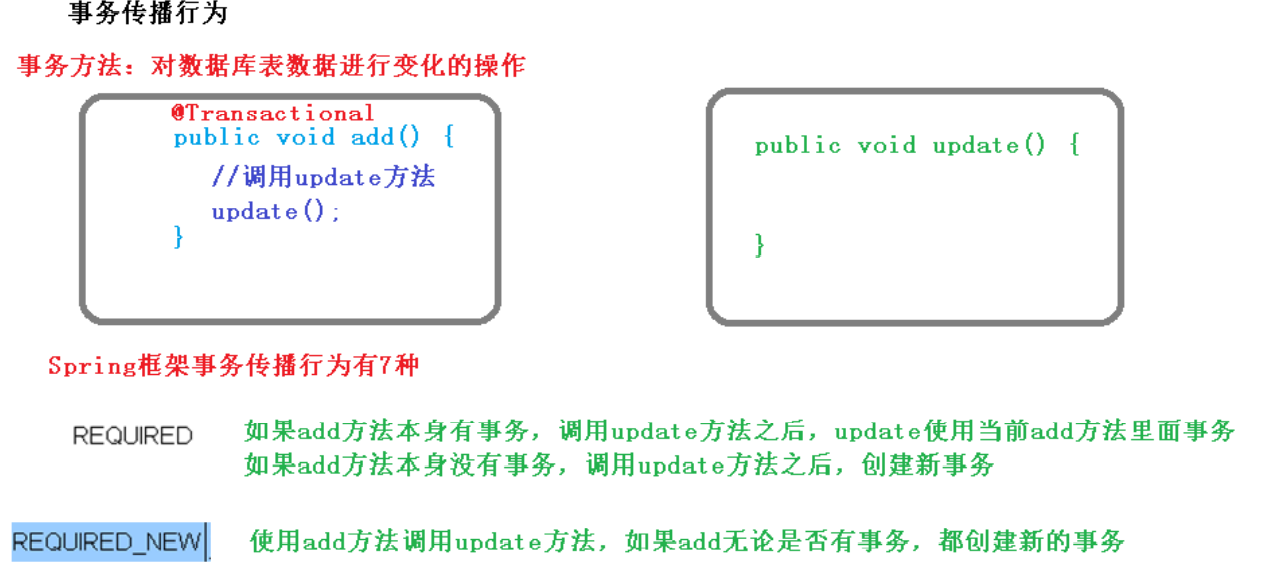 事务传播行为
事务方法：对数据库表数据进行变化的操作
@Transactional
public void add() {
//调用update方法
update();
}
public void update() {
}
Spring框架事务传播行为有7种
REQUIRED
如果add方法本身有事务，调用update方法之后，update使用当前add方法里面事务
如果add方法本身没有事务，调用update方法之后，创建新事务
REQUIRED_NEW
使用add方法调用update方法，如果add无论是否有事务，都创建新的事务